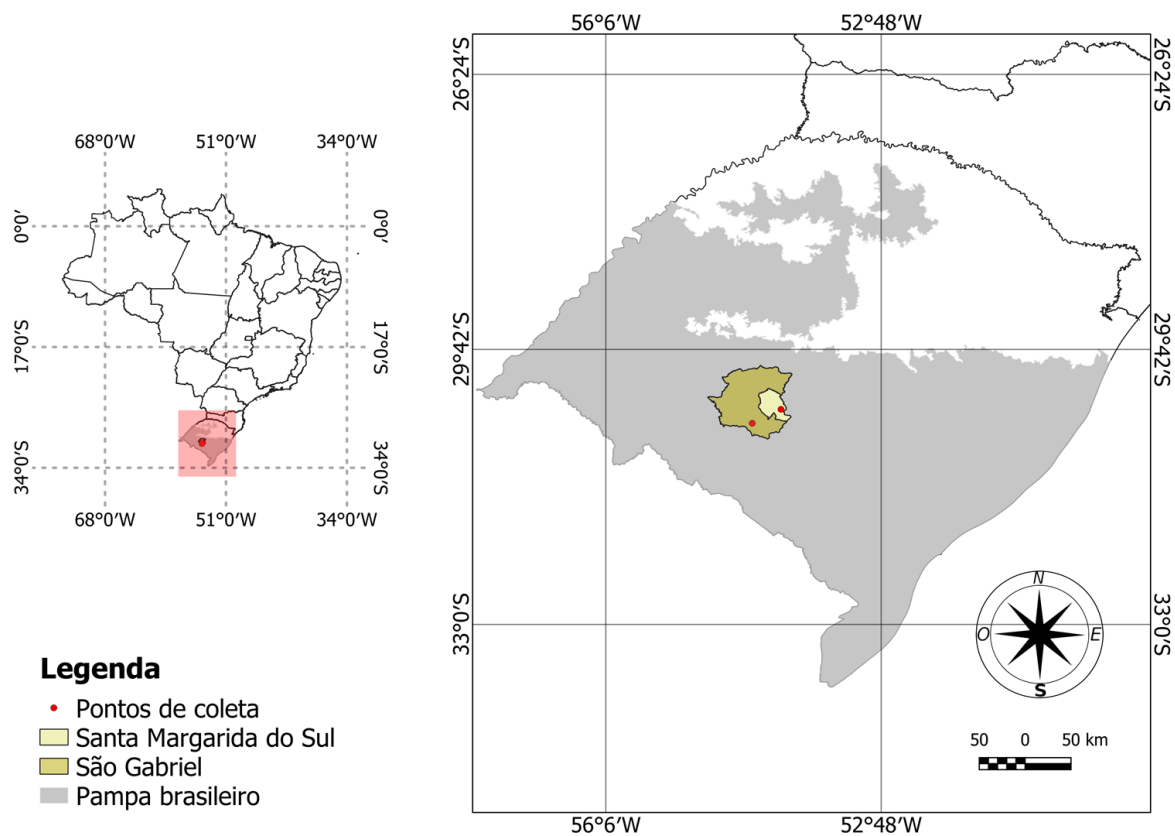 56°6′W 52°48′W
26°24′S 26°24′S
68°0′W 51°0′W 34°0′W
0°0′ 0°0′
17°0′S 17°0′S
29°42′S 29°42′S
34°0′S 34°0′S
68°0′W 51°0′W 34°0′W
33°0′S 33°0′S
N
O E
S
Legenda
Pontos de coleta
Santa Margarida do Sul
São Gabriel
Pampa brasileiro
50 0 50 km
56°6′W 52°48′W